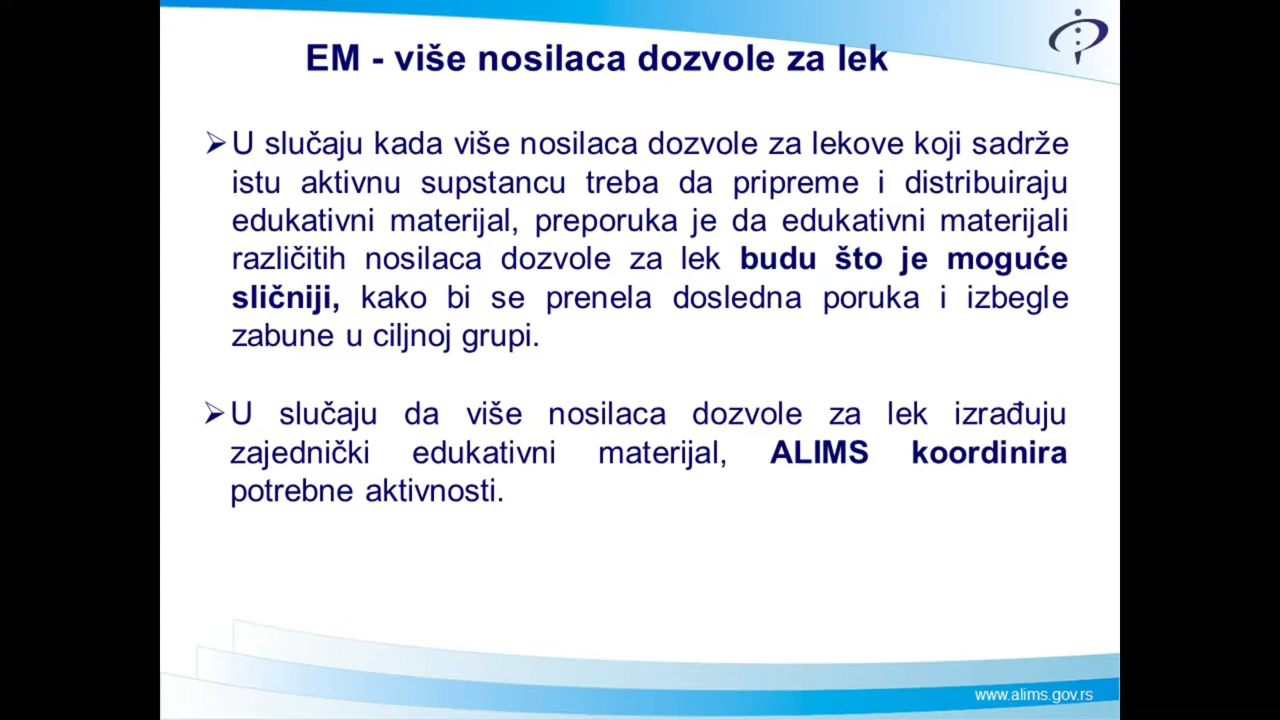 EM - više nosilaca dozvole za lek
U slučaju kada više nosilaca dozvole za lekove koji sadrže
istu aktivnu supstancu treba da pripreme i distribuiraju
edukativni materijal, preporuka je da edukativni materijali
različitih nosilaca dozvole za lek budu što je moguće
sličniji, kako bi se prenela dosledna poruka i izbegle
zabune u ciljnoj grupi.
U slučaju da više nosilaca dozvole za lek izrađuju
zajednički edukativni materijal, ALIMS koordinira
potrebne aktivnosti.
www.alims.gov.rs